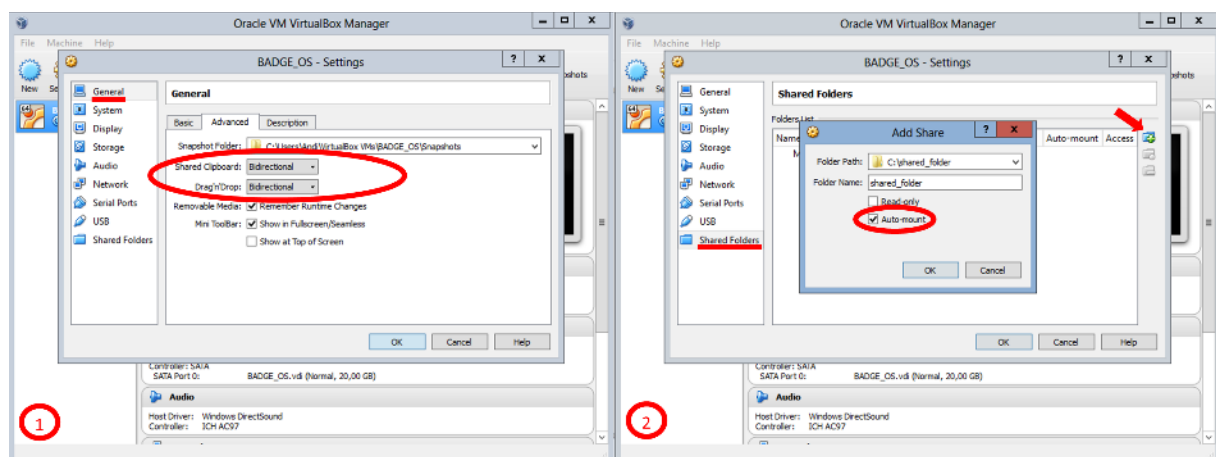 Oracle VM VirtualBox Manager
File Machine Help
New
BADGE_OS - Settings
General
System
Display
Storage
Audio
Network
Serial Ports
USB
Shared Folders
General
Basic Advanced Description
Snapshot Folder: C:\Users\Andi\VirtualBox VMs\BADGE_OS\Snapshots
Shared Clipboard: Bidirectional
Drag'n'Drop: Bidirectional
Removable Media: Remember Runtime Changes
Mini ToolBar: Show in Fullscreen/Seamless
Show at Top of Screen
OK Cancel Help
Controller: SATA
SATA Port 0: BADGE_OS.vdi (Normal, 20,00 GB)
Audio
Host Driver: Windows DirectSound
Controller: ICH AC97
1
Oracle VM VirtualBox Manager
File Machine Help
New
BADGE_OS - Settings
General
System
Display
Storage
Audio
Network
Serial Ports
USB
Shared Folders
Shared Folders
Folders List
Auto-mount Access
Add Share
Folder Path: C:\shared_folder
Folder Name: shared_folder
Read-only
Auto-mount
OK Cancel
OK Cancel Help
Controller: SATA
SATA Port 0: BADGE_OS.vdi (Normal, 20,00 GB)
Audio
Host Driver: Windows DirectSound
Controller: ICH AC97
2